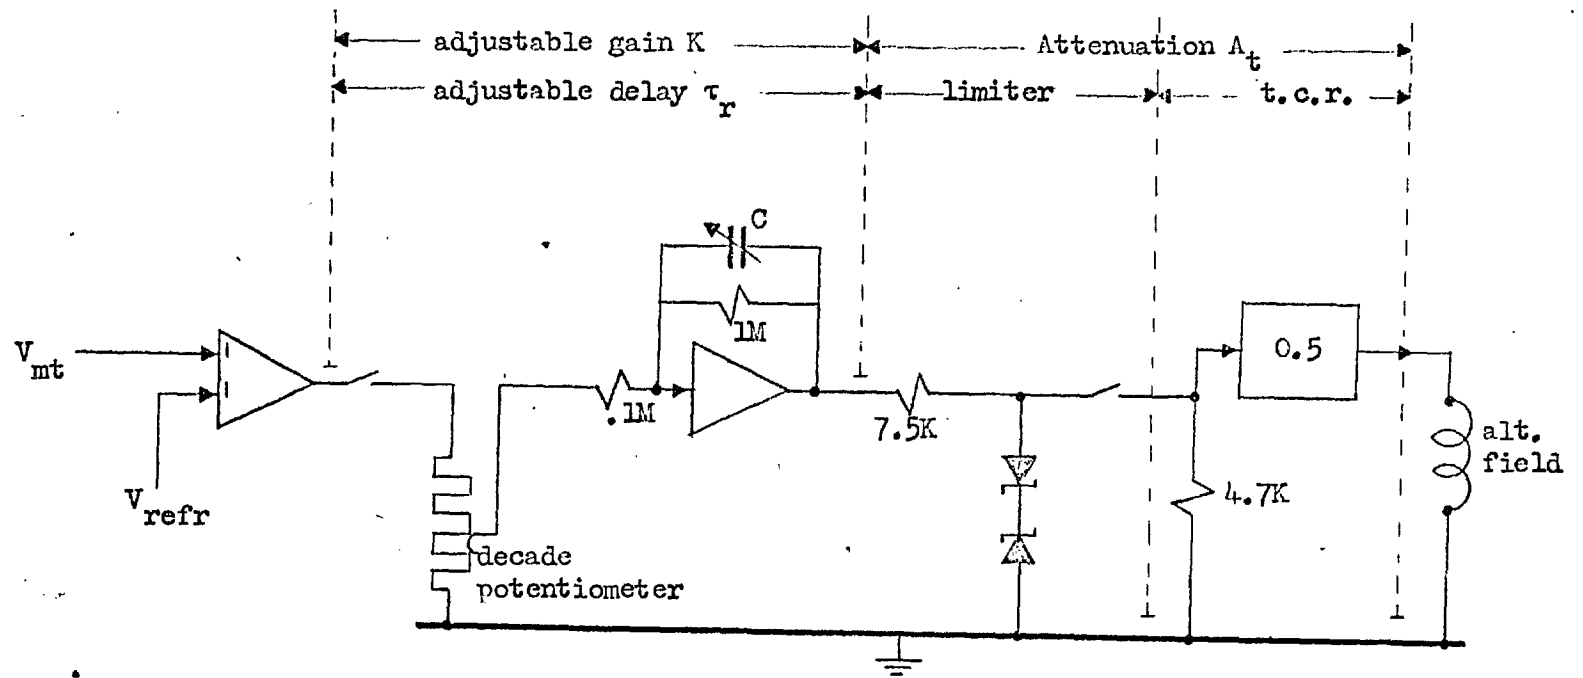 adjustable gain K
Attenuation A_t
adjustable delay τ_r
limiter
t.c.r.
C
1M
V_mt
0.5
.1M
7.5K
alt.
field
4.7K
V_refr
decade
potentiometer